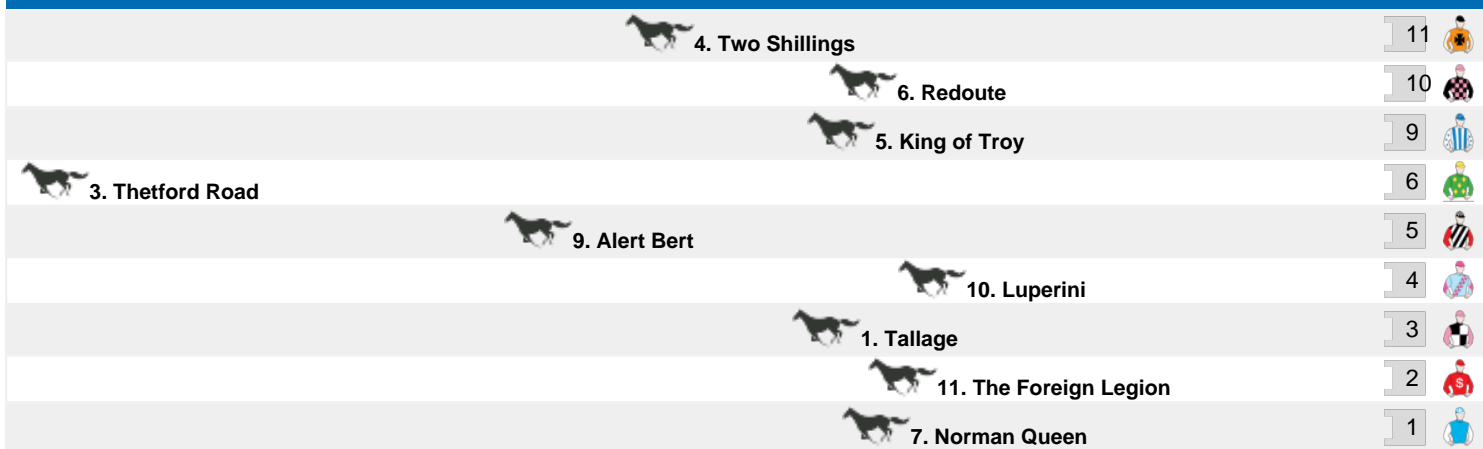 4. Two Shillings 11
6. Redoute 10
5. King of Troy 9
3. Thetford Road 6
9. Alert Bert 5
10. Luperini 4
1. Tallage 3
11. The Foreign Legion 2 $
7. Norman Queen 1